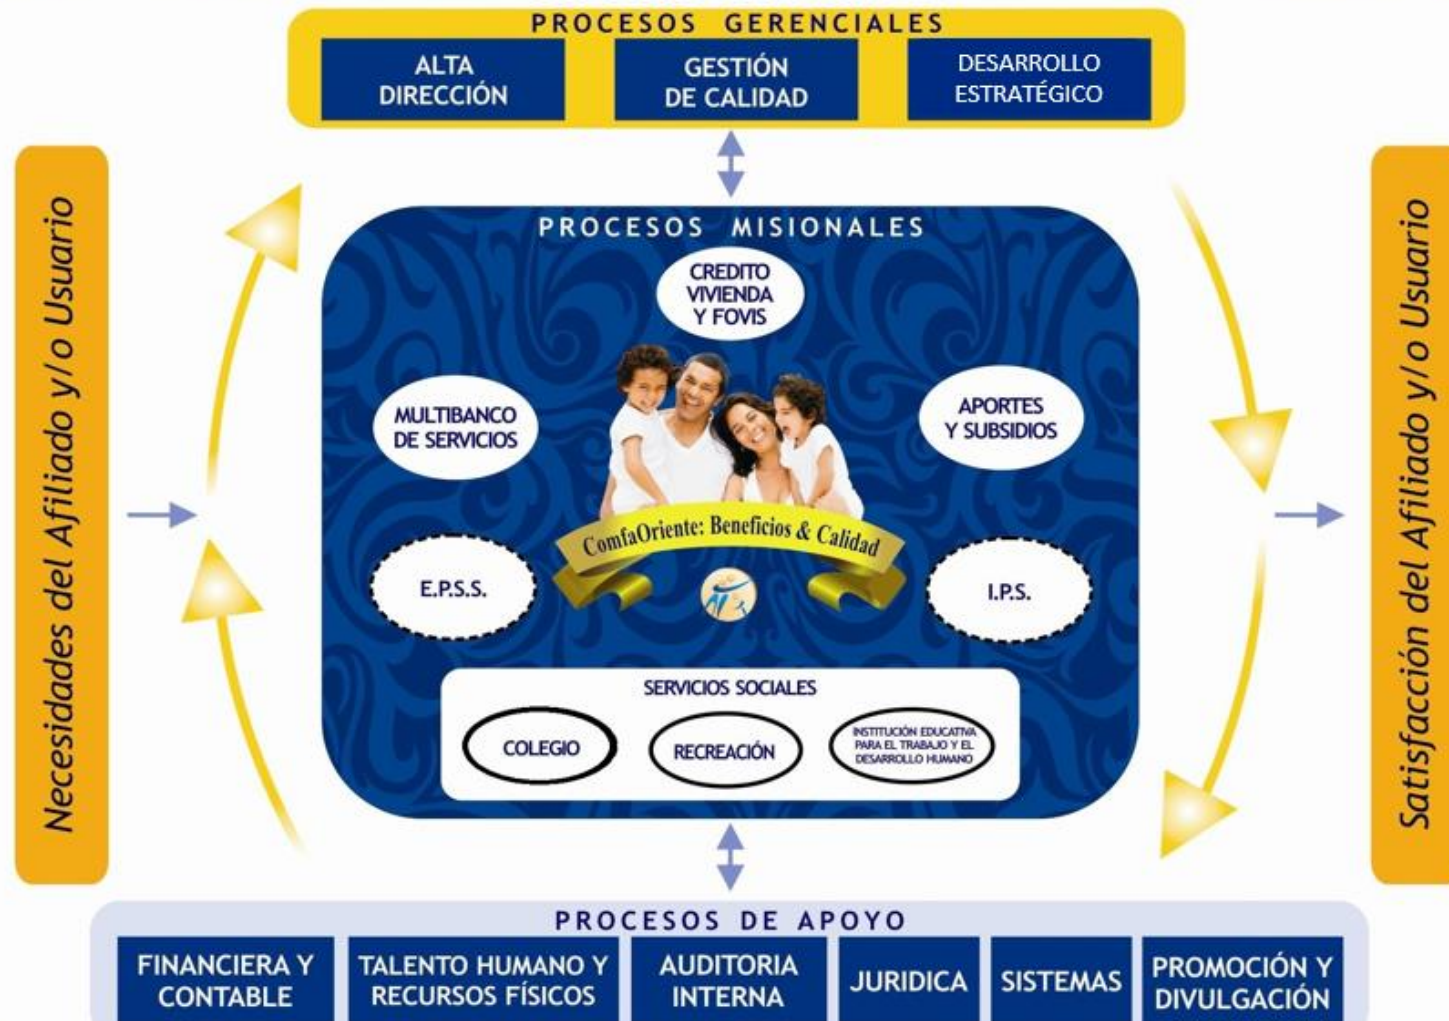 PROCESOS GERENCIALES
ALTA
DIRECCIÓN
GESTIÓN
DE CALIDAD
DESARROLLO
ESTRATÉGICO
Necesidades del Afiliado y/o Usuario
PROCESOS MISIONALES
CREDITO
VIVIENDA
Y FOVIS
MULTIBANCO
DE SERVICIOS
APORTES
Y SUBSIDIOS
ComfaOriente: Beneficios & Calidad
E.P.S.S.
I.P.S.
SERVICIOS SOCIALES
COLEGIO
RECREACIÓN
INSTITUCIÓN EDUCATIVA
PARA EL TRABAJO Y EL
DESARROLLO HUMANO
Satisfacción del Afiliado y/o Usuario
PROCESOS DE APOYO
FINANCIERA Y
CONTABLE
TALENTO HUMANO Y
RECURSOS FÍSICOS
AUDITORIA
INTERNA
JURIDICA
SISTEMAS
PROMOCIÓN Y
DIVULGACIÓN